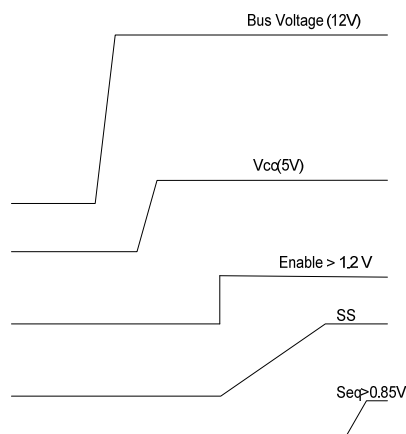 Bus Voltage (12V)
Vcc(5V)
Enable > 1.2 V
SS
Seq>0.85V